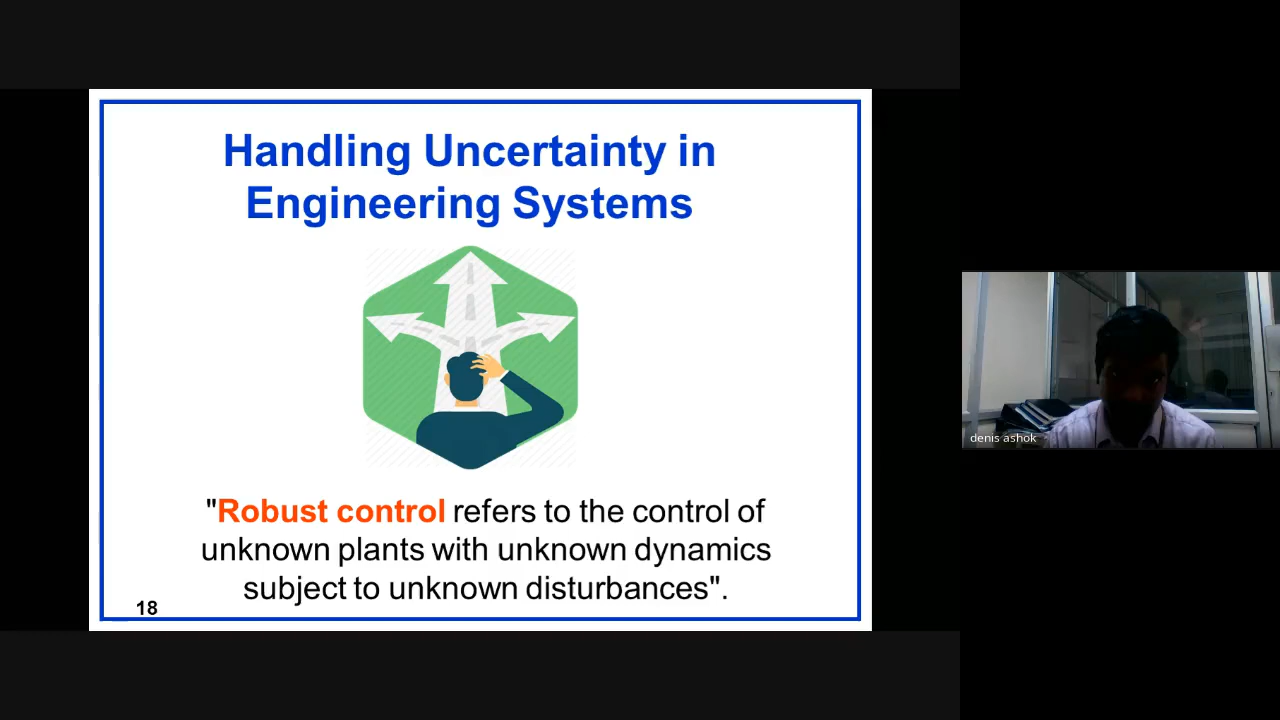 Handling Uncertainty in
Engineering Systems
"Robust control refers to the control of
unknown plants with unknown dynamics
subject to unknown disturbances".
18
denis ashok